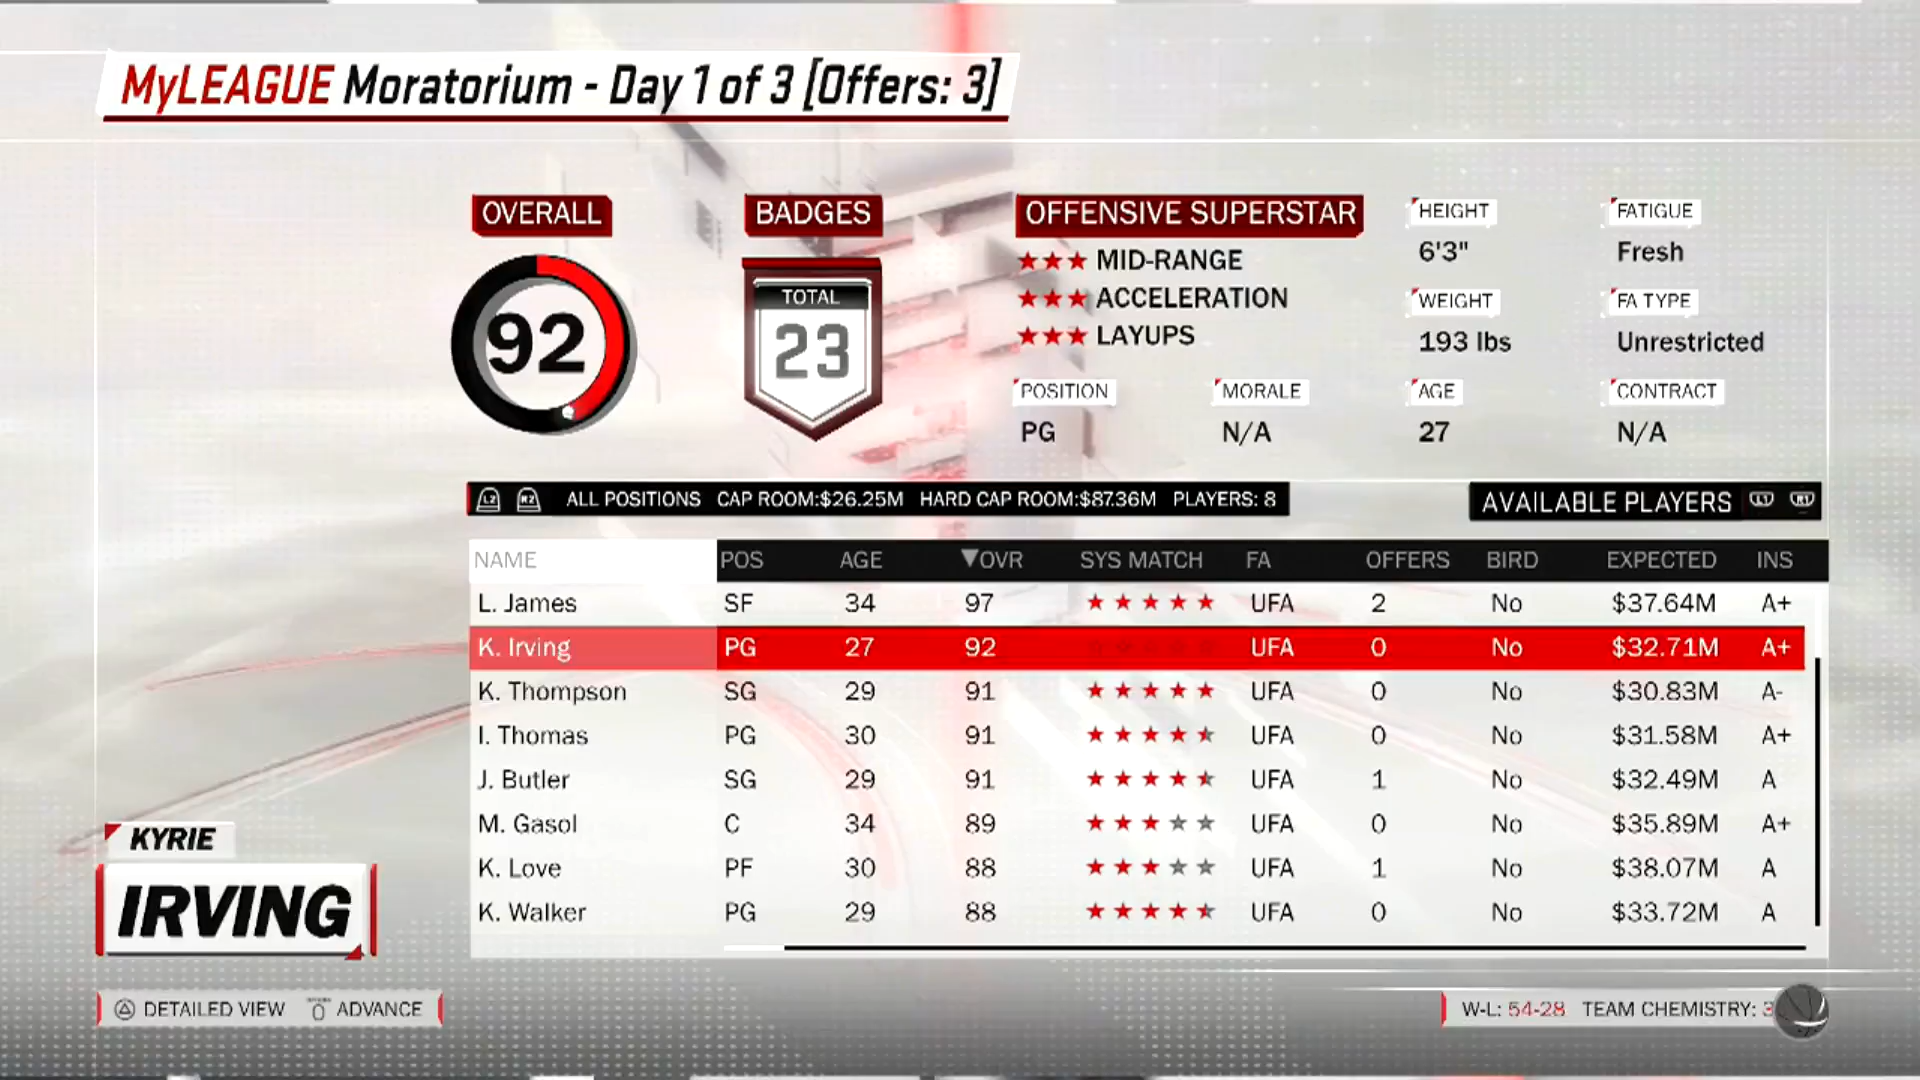 MyLEAGUE Moratorium - Day 1 of 3 [Offers: 3]
OVERALL
92
BADGES
TOTAL
23
OFFENSIVE SUPERSTAR
★★★ MID-RANGE
★★★ ACCELERATION
★★★ LAYUPS
POSITION
PG
MORALE
N/A
HEIGHT
6'3"
WEIGHT
193 lbs
AGE
27
FATIGUE
Fresh
FA TYPE
Unrestricted
CONTRACT
N/A
L2 R2 ALL POSITIONS CAP ROOM:$26.25M HARD CAP ROOM:$87.36M PLAYERS: 8
AVAILABLE PLAYERS L1 R1
NAME POS AGE ▼OVR SYS MATCH FA OFFERS BIRD EXPECTED INS
L. James SF 34 97 ★★★★★ UFA 2 No $37.64M A+
K. Irving PG 27 92 UFA 0 No $32.71M A+
K. Thompson SG 29 91 ★★★★★ UFA 0 No $30.83M A-
I. Thomas PG 30 91 ★★★★★ UFA 0 No $31.58M A+
J. Butler SG 29 91 ★★★★★ UFA 1 No $32.49M A
M. Gasol C 34 89 ★★★★★ UFA 0 No $35.89M A+
K. Love PF 30 88 ★★★★★ UFA 1 No $38.07M A
K. Walker PG 29 88 ★★★★★ UFA 0 No $33.72M A
KYRIE
IRVING
DETAILED VIEW ADVANCE
W-L: 54-28 TEAM CHEMISTRY: